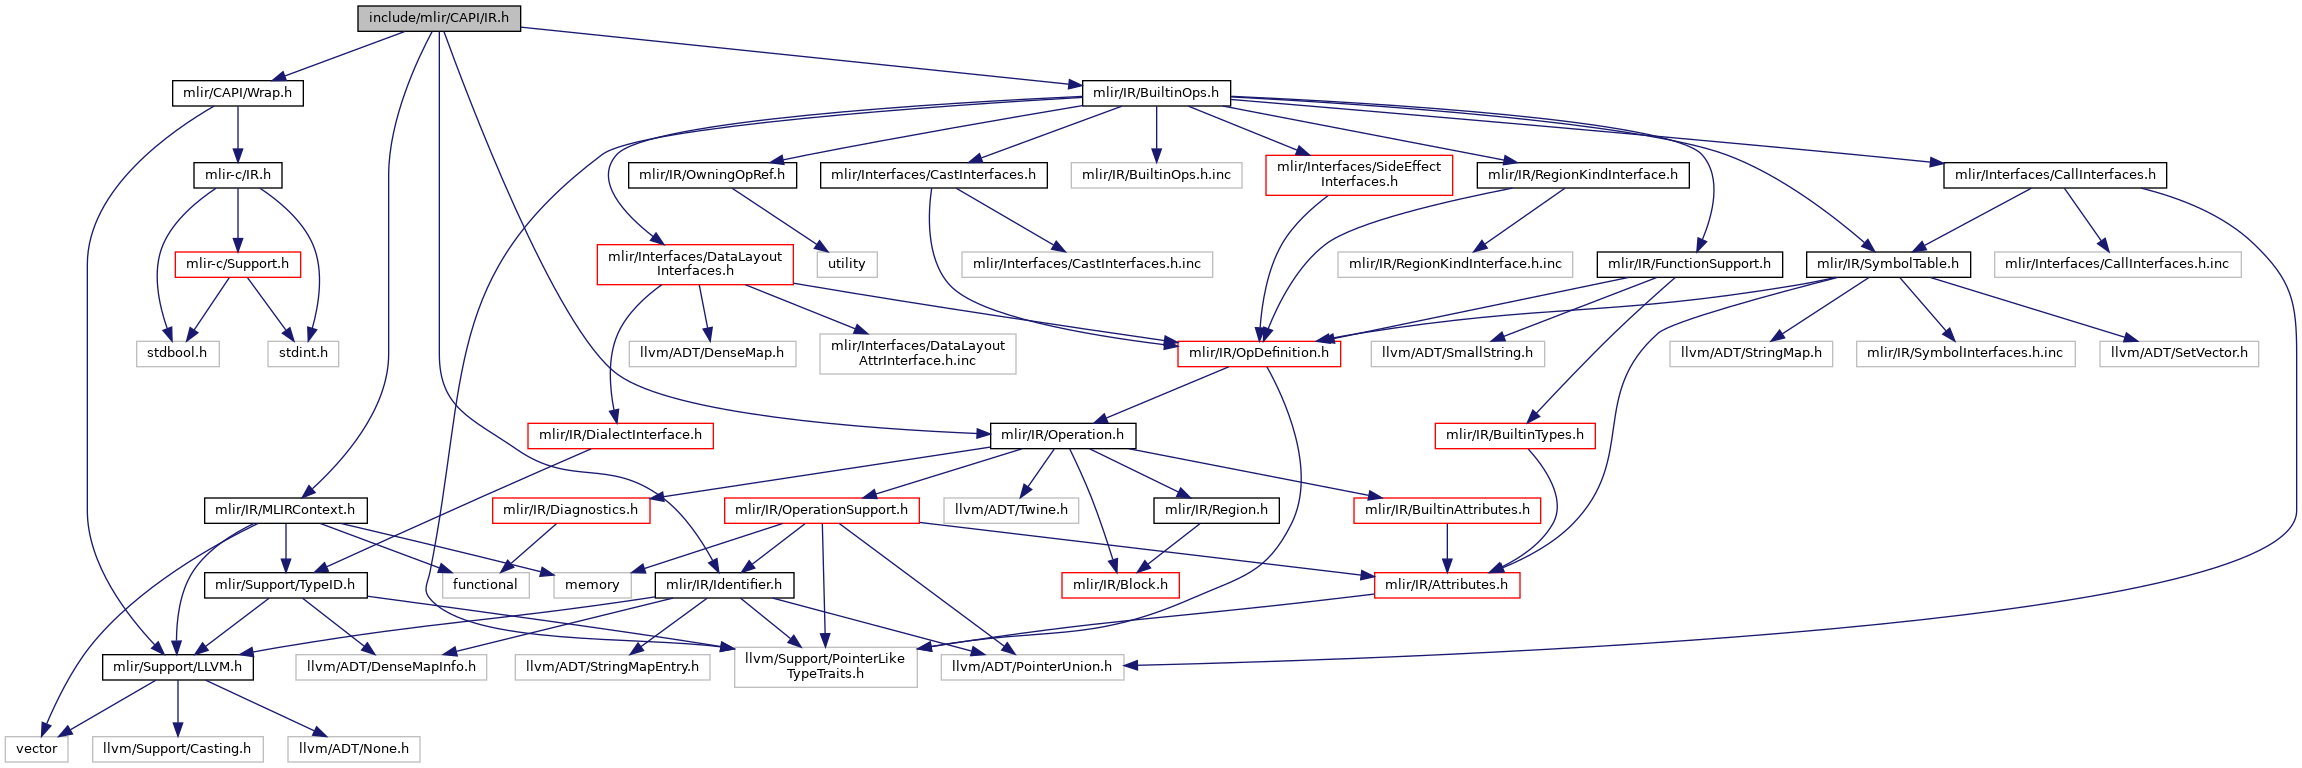 include/mlir/CAPI/IR.h
mlir/CAPI/Wrap.h
mlir/IR/BuiltinOps.h
mlir-c/IR.h
mlir/IR/OwningOpRef.h
mlir/Interfaces/CastInterfaces.h
mlir/IR/BuiltinOps.h.inc
mlir/Interfaces/SideEffect
Interfaces.h
mlir/IR/RegionKindInterface.h
mlir/Interfaces/CallInterfaces.h
mlir-c/Support.h
mlir/Interfaces/DataLayout
Interfaces.h
utility
mlir/Interfaces/CastInterfaces.h.inc
mlir/IR/RegionKindInterface.h.inc
mlir/IR/FunctionSupport.h
mlir/IR/SymbolTable.h
mlir/Interfaces/CallInterfaces.h.inc
stdbool.h
stdint.h
llvm/ADT/DenseMap.h
mlir/Interfaces/DataLayout
AttrInterface.h.inc
mlir/IR/OpDefinition.h
llvm/ADT/SmallString.h
llvm/ADT/StringMap.h
mlir/IR/SymbolInterfaces.h.inc
llvm/ADT/SetVector.h
mlir/IR/DialectInterface.h
mlir/IR/Operation.h
mlir/IR/BuiltinTypes.h
mlir/IR/MLIRContext.h
mlir/IR/Diagnostics.h
mlir/IR/OperationSupport.h
llvm/ADT/Twine.h
mlir/IR/Region.h
mlir/IR/BuiltinAttributes.h
mlir/Support/TypeID.h
functional
memory
mlir/IR/Identifier.h
mlir/IR/Block.h
mlir/IR/Attributes.h
mlir/Support/LLVM.h
llvm/ADT/DenseMapInfo.h
llvm/ADT/StringMapEntry.h
llvm/Support/PointerLike
TypeTraits.h
llvm/ADT/PointerUnion.h
vector
llvm/Support/Casting.h
llvm/ADT/None.h